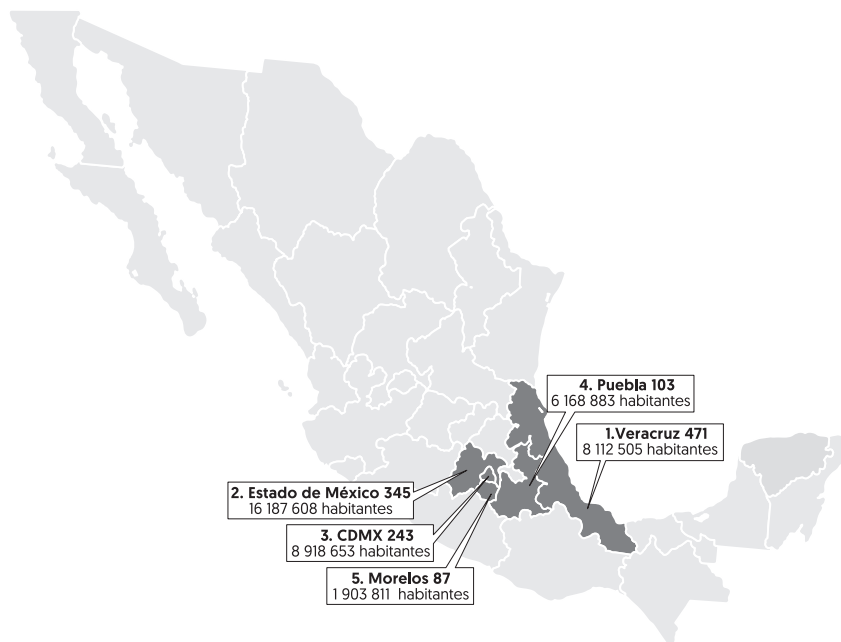 4. Puebla 103
6 168 883 habitantes
1.Veracruz 471
8 112 505 habitantes
2. Estado de México 345
16 187 608 habitantes
3. CDMX 243
8 918 653 habitantes
5. Morelos 87
1 903 811 habitantes